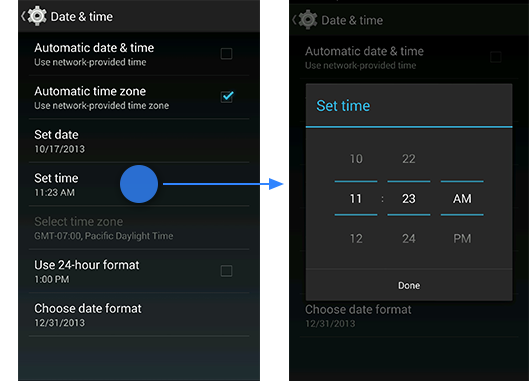 Date & time
Automatic date & time
Use network-provided time
Automatic time zone
Use network-provided time zone
Set date
10/17/2013
Set time
11:23 AM
Select time zone
GMT-07:00, Pacific Daylight Time
Use 24-hour format
1:00 PM
Choose date format
12/31/2013
Date & time
Automatic date & time
Use network-provided time
Set time
10 22
11 : 23 AM
12 24 PM
Done
Choose date format
12/31/2013